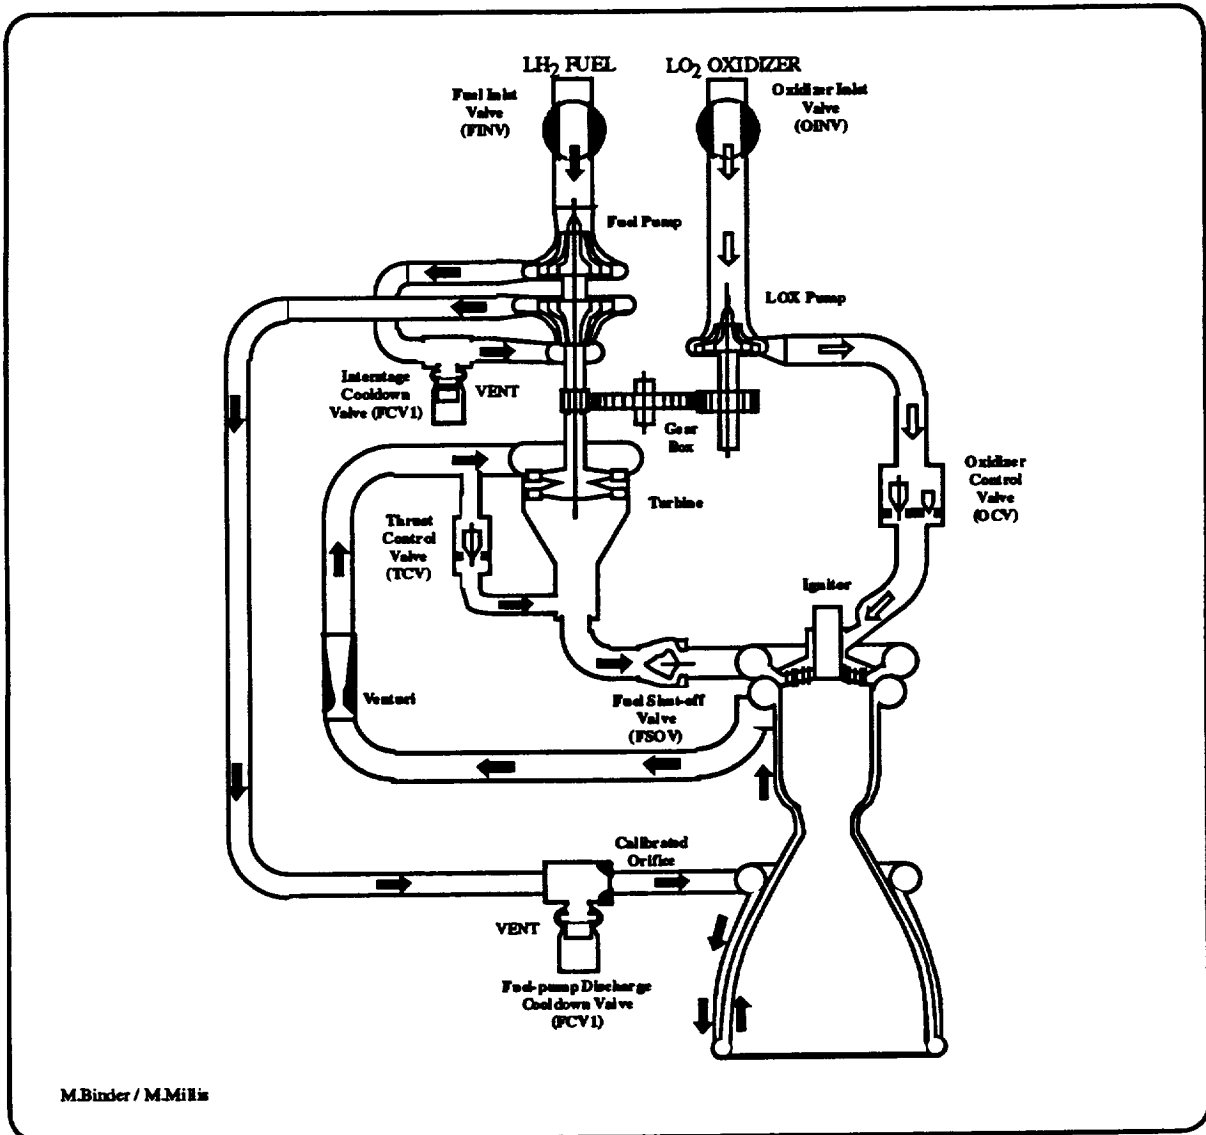 LH2 FUEL
LO2 OXIDIZER
Fuel Inlet
Valve
(FINV)
Oxidizer Inlet
Valve
(OINV)
Fuel Pump
LOX Pump
Interstage
Cooldown
Valve (FCV1)
VENT
Gear
Box
Oxidizer
Control
Valve
(OCV)
Turbine
Thrust
Control
Valve
(TCV)
Igniter
Venturi
Fuel Shut-off
Valve
(FSOV)
Calibrated
Orifice
VENT
Fuel-pump Discharge
Cooldown Valve
(FCV1)
M.Binder / M.Millis